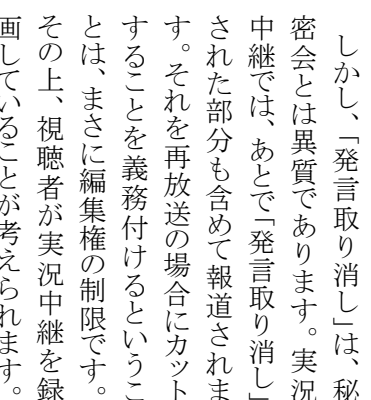 しかし、「発言取り消し」は、秘
密会とは異質であります。実況
中継では、あとで「発言取り消し」
された部分も含めて報道されま
す。それを再放送の場合にカット
することを義務付けるというこ
とは、まさに編集権の制限です。
その上、視聴者が実況中継を録
画していることが考えられます。